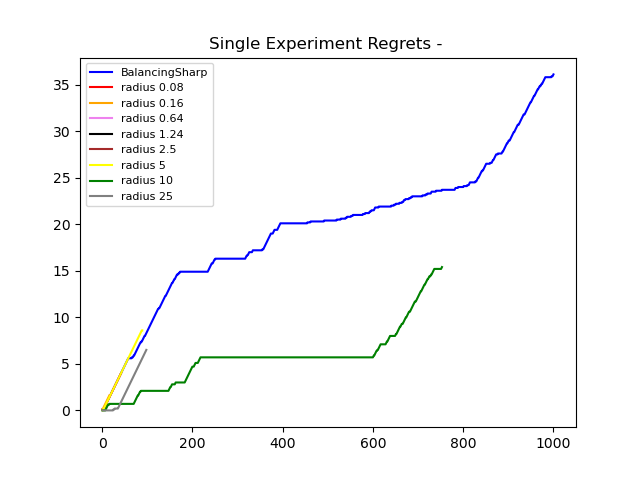 Single Experiment Regrets -
BalancingSharp
radius 0.08
radius 0.16
radius 0.64
radius 1.24
radius 2.5
radius 5
radius 10
radius 25
35
30
25
20
15
10
5
0
0 200 400 600 800 1000